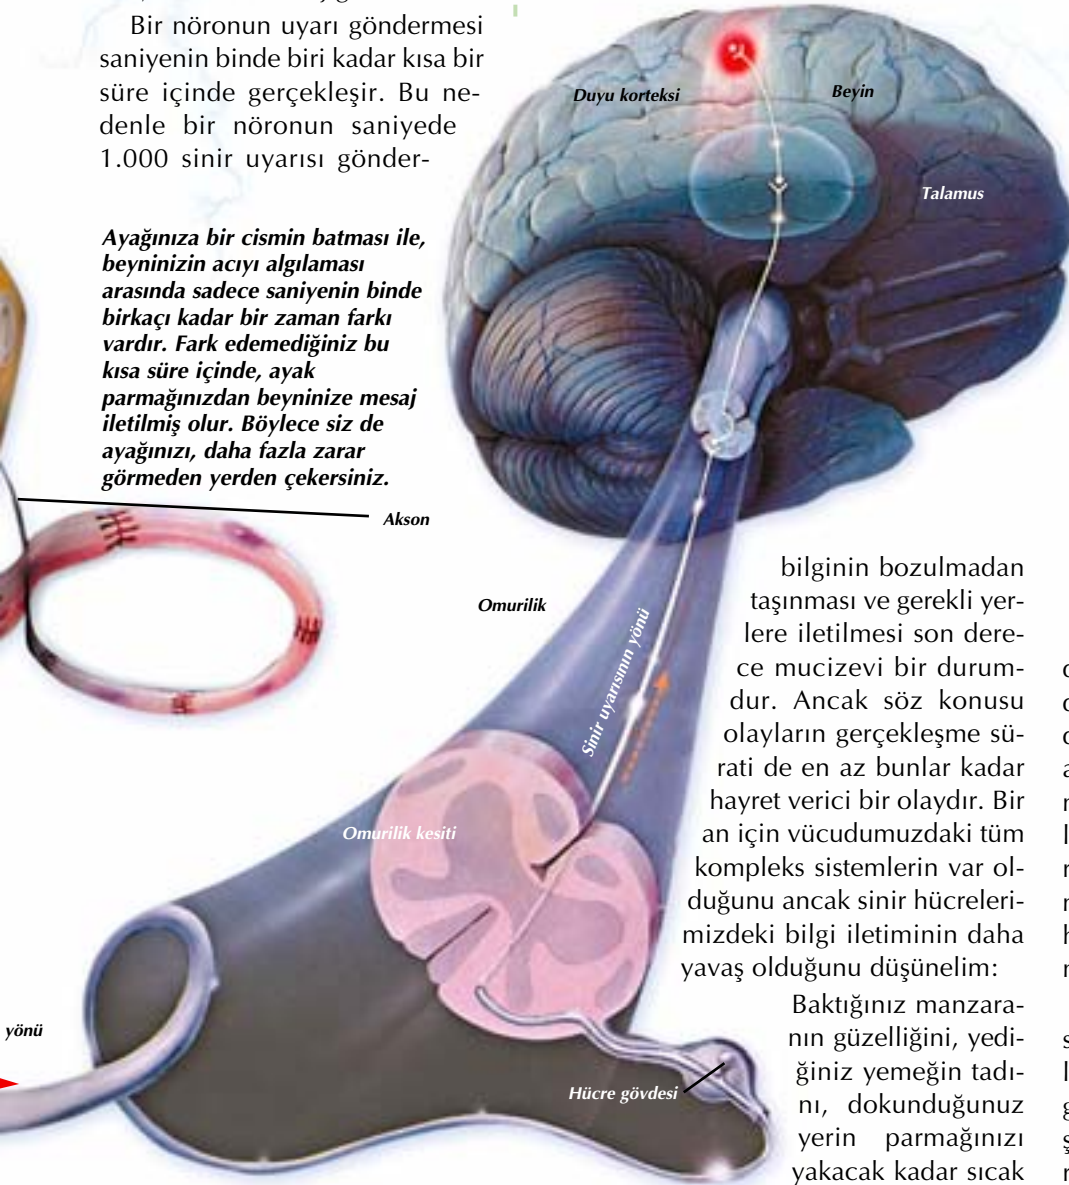 Bir nöronun uyarı göndermesi
saniyenin binde biri kadar kısa bir
süre içinde gerçekleşir. Bu ne-
denle bir nöronun saniyede
1.000 sinir uyarısı gönder-
Ayağınıza bir cismin batması ile,
beyninizin acıyı algılaması
arasında sadece saniyenin binde
birkaçı kadar bir zaman farkı
vardır. Fark edemediğiniz bu
kısa süre içinde, ayak
parmağınızdan beyninize mesaj
iletilmiş olur. Böylece siz de
ayağınızı, daha fazla zarar
görmeden yerden çekersiniz.
Duyu korteksi
Beyin
Talamus
Akson
Omurilik
Sinir uyarısının yönü
Omurilik kesiti
yönü
Hücre gövdesi
bilginin bozulmadan
taşınması ve gerekli yer-
lere iletilmesi son dere-
ce mucizevi bir durum-
dur. Ancak söz konusu
olayların gerçekleşme sü-
rati de en az bunlar kadar
hayret verici bir olaydır. Bir
an için vücudumuzdaki tüm
kompleks sistemlerin var ol-
duğunu ancak sinir hücreleri-
mizdeki bilgi iletiminin daha
yavaş olduğunu düşünelim:
Baktığınız manzara-
nın güzelliğini, yedi-
ğiniz yemeğin tadı-
nı, dokunduğunuz
yerin parmağınızı
yakacak kadar sıcak